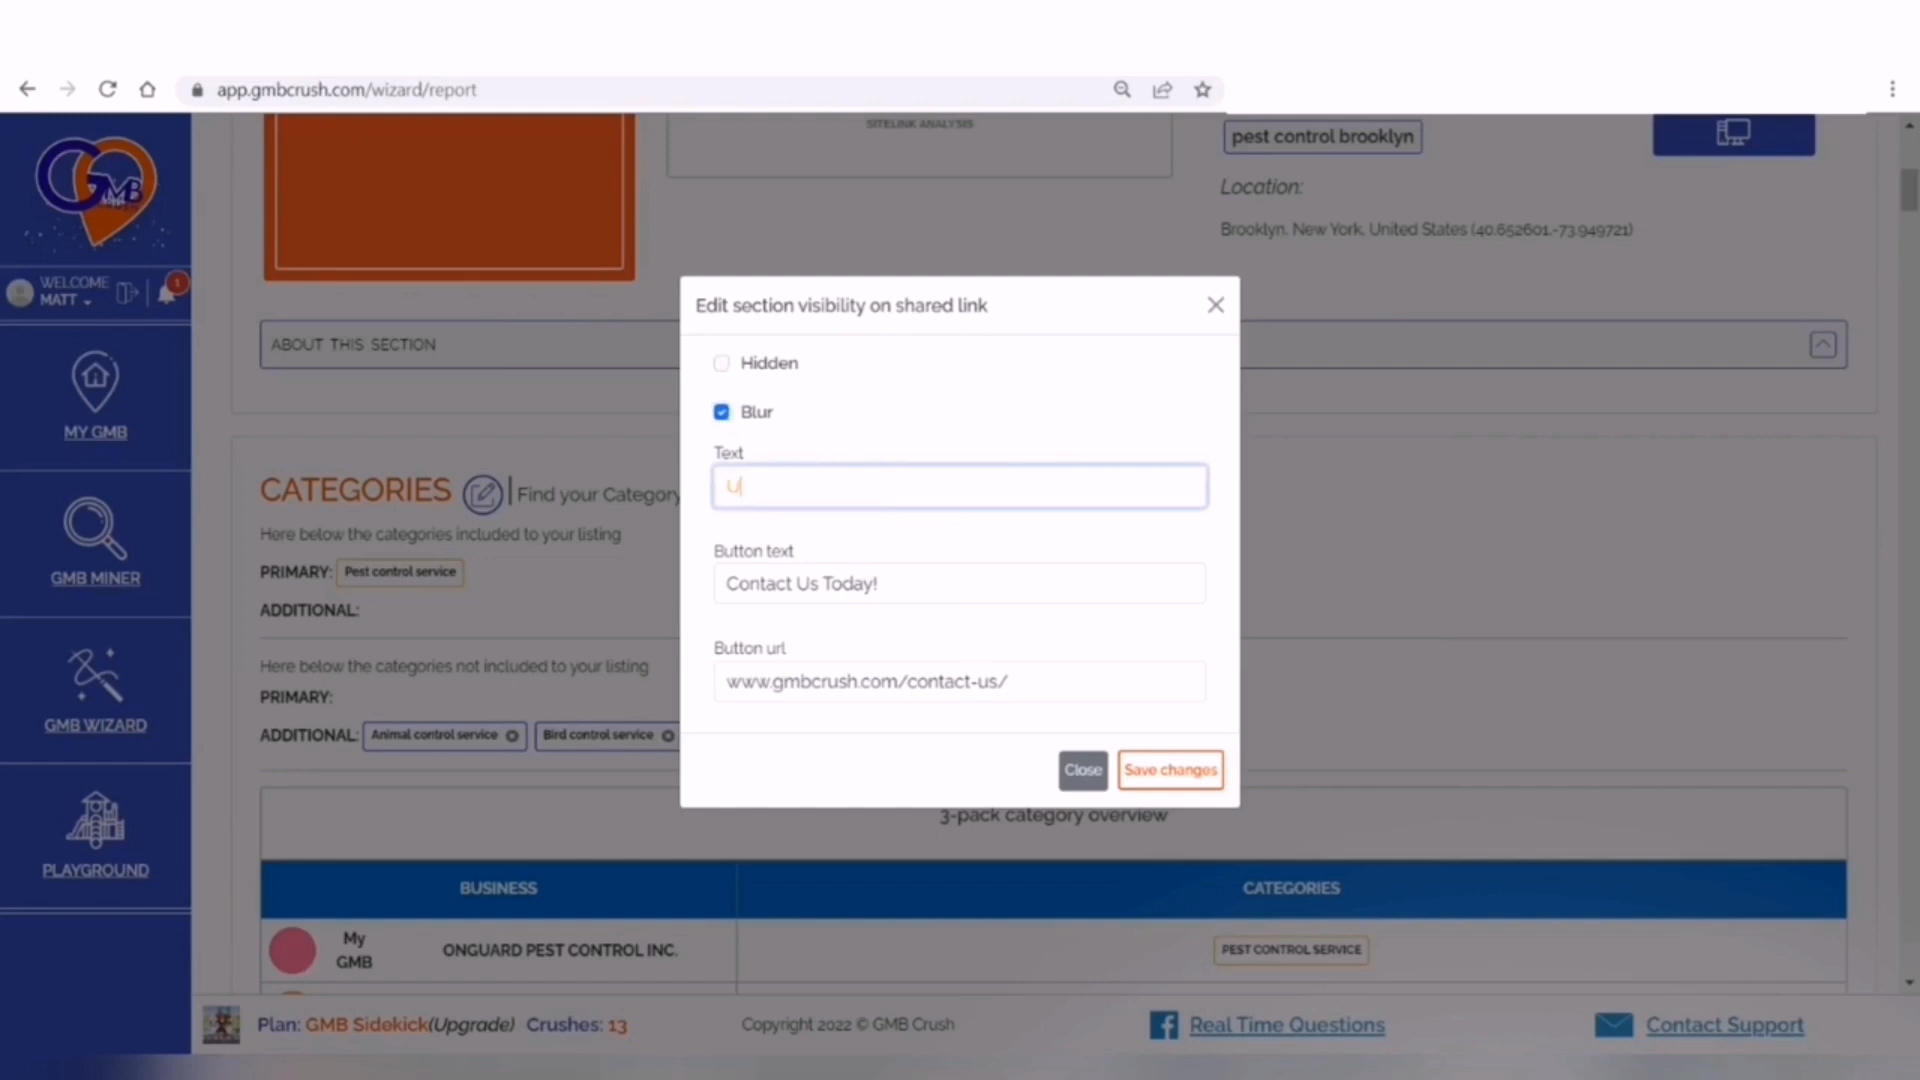 app.gmbcrush.com/wizard/report
GMB
WELCOME
MATT
1
MY GMB
GMB MINER
GMB WIZARD
PLAYGROUND
SITELINK ANALYSIS
pest control brooklyn
Location:
Brooklyn, New York, United States (40.652601,-73.949721)
ABOUT THIS SECTION
CATEGORIES | Find your Category
Here below the categories included to your listing
PRIMARY: Pest control service
ADDITIONAL:
Here below the categories not included to your listing
PRIMARY:
ADDITIONAL: Animal control service Bird control service
Edit section visibility on shared link
Hidden
Blur
Text
U
Button text
Contact Us Today!
Button url
www.gmbcrush.com/contact-us/
Close Save changes
3-pack category overview
BUSINESS CATEGORIES
My GMB ONGUARD PEST CONTROL INC. PEST CONTROL SERVICE
Plan: GMB Sidekick(Upgrade) Crushes: 13 Copyright 2022 © GMB Crush Real Time Questions Contact Support